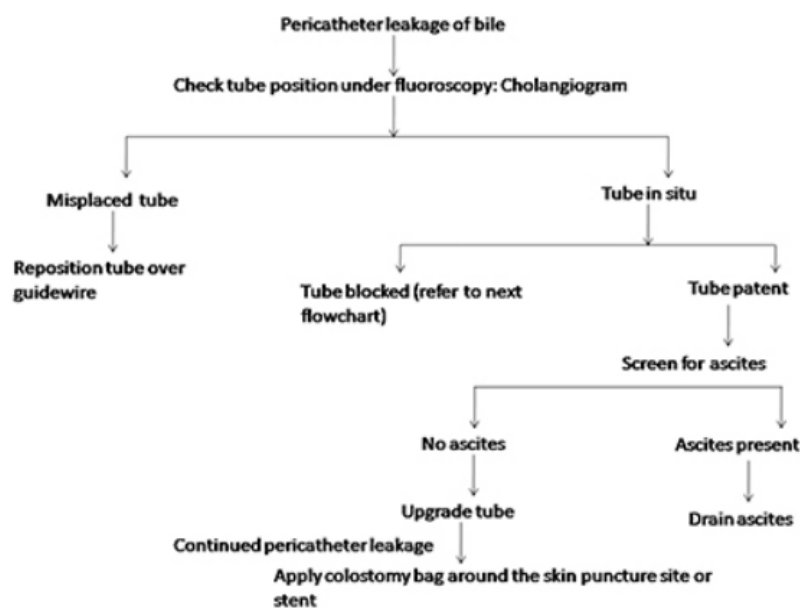 Pericatheter leakage of bile
Check tube position under fluoroscopy: Cholangiogram
Misplaced tube
Tube in situ
Reposition tube over
guidewire
Tube blocked (refer to next
flowchart)
Tube patent
Screen for ascites
No ascites
Ascites present
Upgrade tube
Drain ascites
Continued pericatheter leakage
Apply colostomy bag around the skin puncture site or
stent